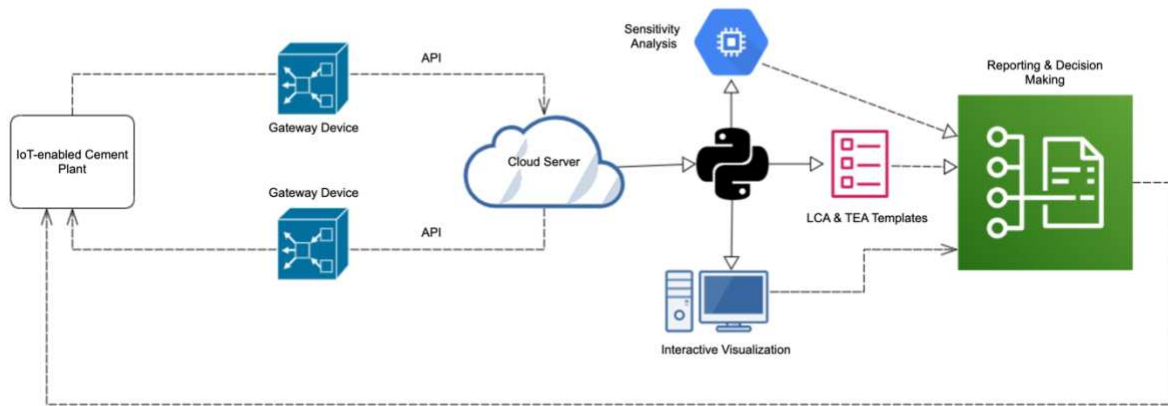 Sensitivity
Analysis
API
Reporting & Decision
Making
Gateway Device
IoT-enabled Cement
Plant
Cloud Server
Gateway Device
LCA & TEA Templates
API
Interactive Visualization